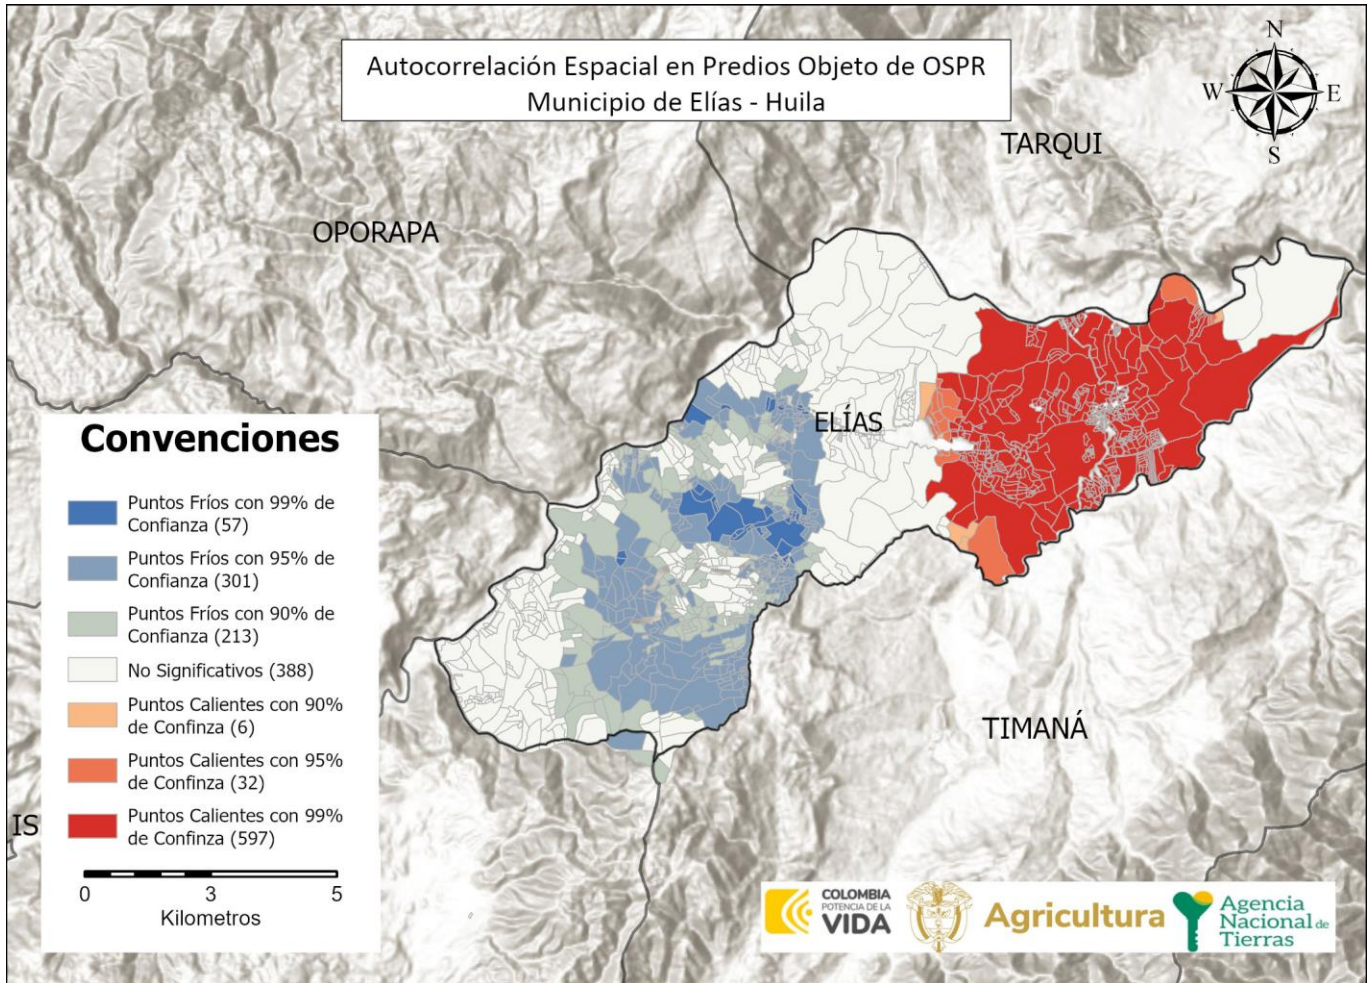 Autocorrelación Espacial en Predios Objeto de OSPR
Municipio de Elías - Huila
N
W
E
S
TARQUI
OPORAPA
ELÍAS
TIMANÁ
IS
Convenciones
Puntos Fríos con 99% de
Confianza (57)
Puntos Fríos con 95% de
Confianza (301)
Puntos Fríos con 90% de
Confianza (213)
No Significativos (388)
Puntos Calientes con 90%
de Confinza (6)
Puntos Calientes con 95%
de Confinza (32)
Puntos Calientes con 99%
de Confinza (597)
0 3 5
Kilometros
COLOMBIA
POTENCIA DE LA
VIDA
Agricultura
Agencia
Nacional de
Tierras